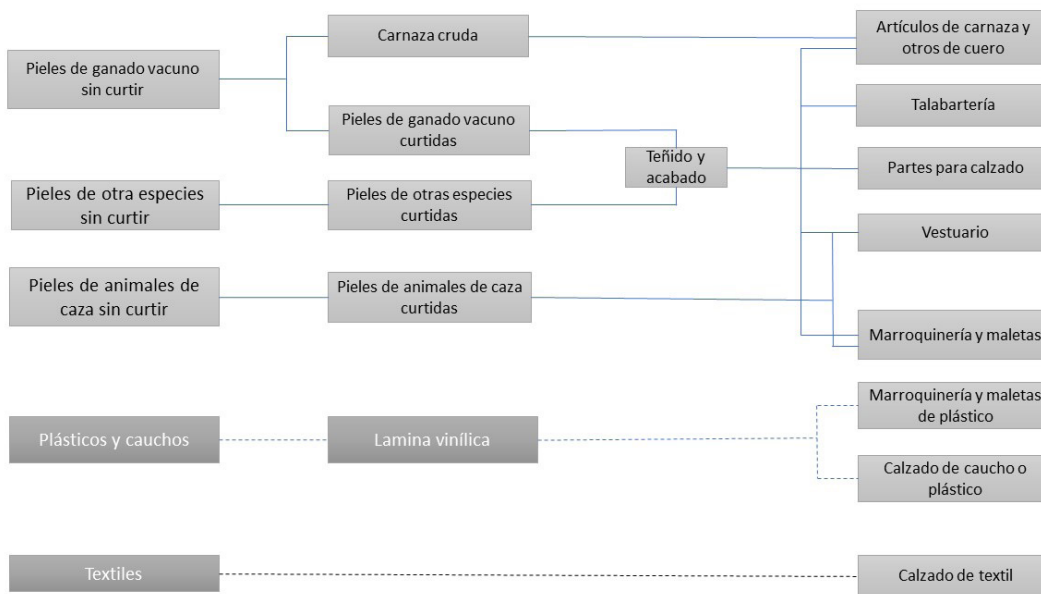 Carnaza cruda
Artículos de carnaza y
otros de cuero
Pieles de ganado vacuno
sin curtir
Talabartería
Pieles de ganado vacuno
curtidas
Teñido y
acabado
Partes para calzado
Pieles de otra especies
sin curtir
Pieles de otras especies
curtidas
Vestuario
Pieles de animales de
caza sin curtir
Pieles de animales de caza
curtidas
Marroquinería y maletas
Marroquinería y maletas
de plástico
Plásticos y cauchos
Lamina vinílica
Calzado de caucho o
plástico
Textiles
Calzado de textil